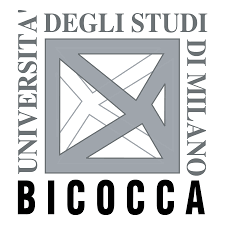 UNIVERSITA'
DEGLI STUDI
DI MILANO
BICOCCA